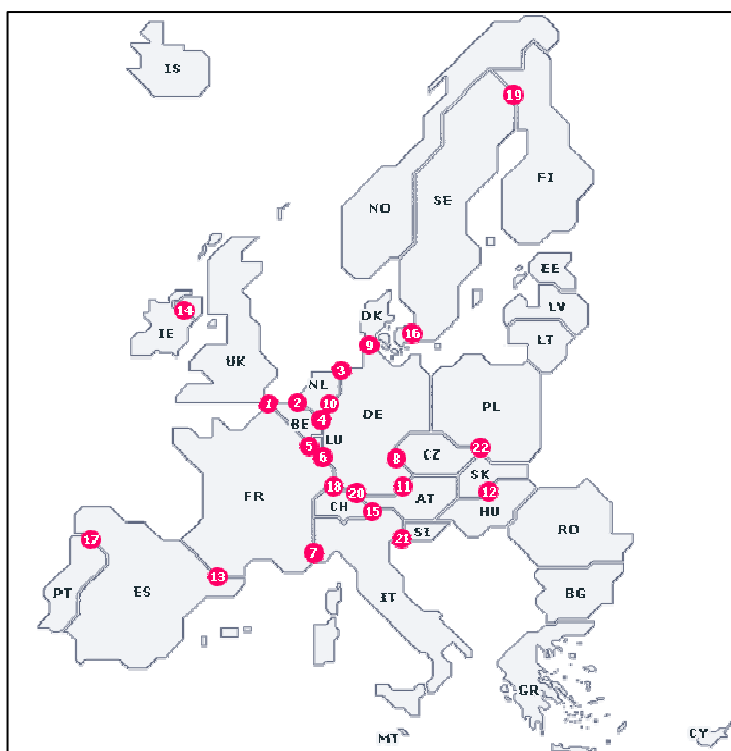 IS
19
FI
NO
SE
EE
14
LV
DK
IE
16
LT
9
UK
3
NL
1
2
10
DE
PL
BE
4
5
LU
22
6
8
CZ
SK
FR
18
20
11
AT
12
CH
HU
15
RO
SI
17
21
7
13
PT
ES
IT
BG
GR
MT
CY